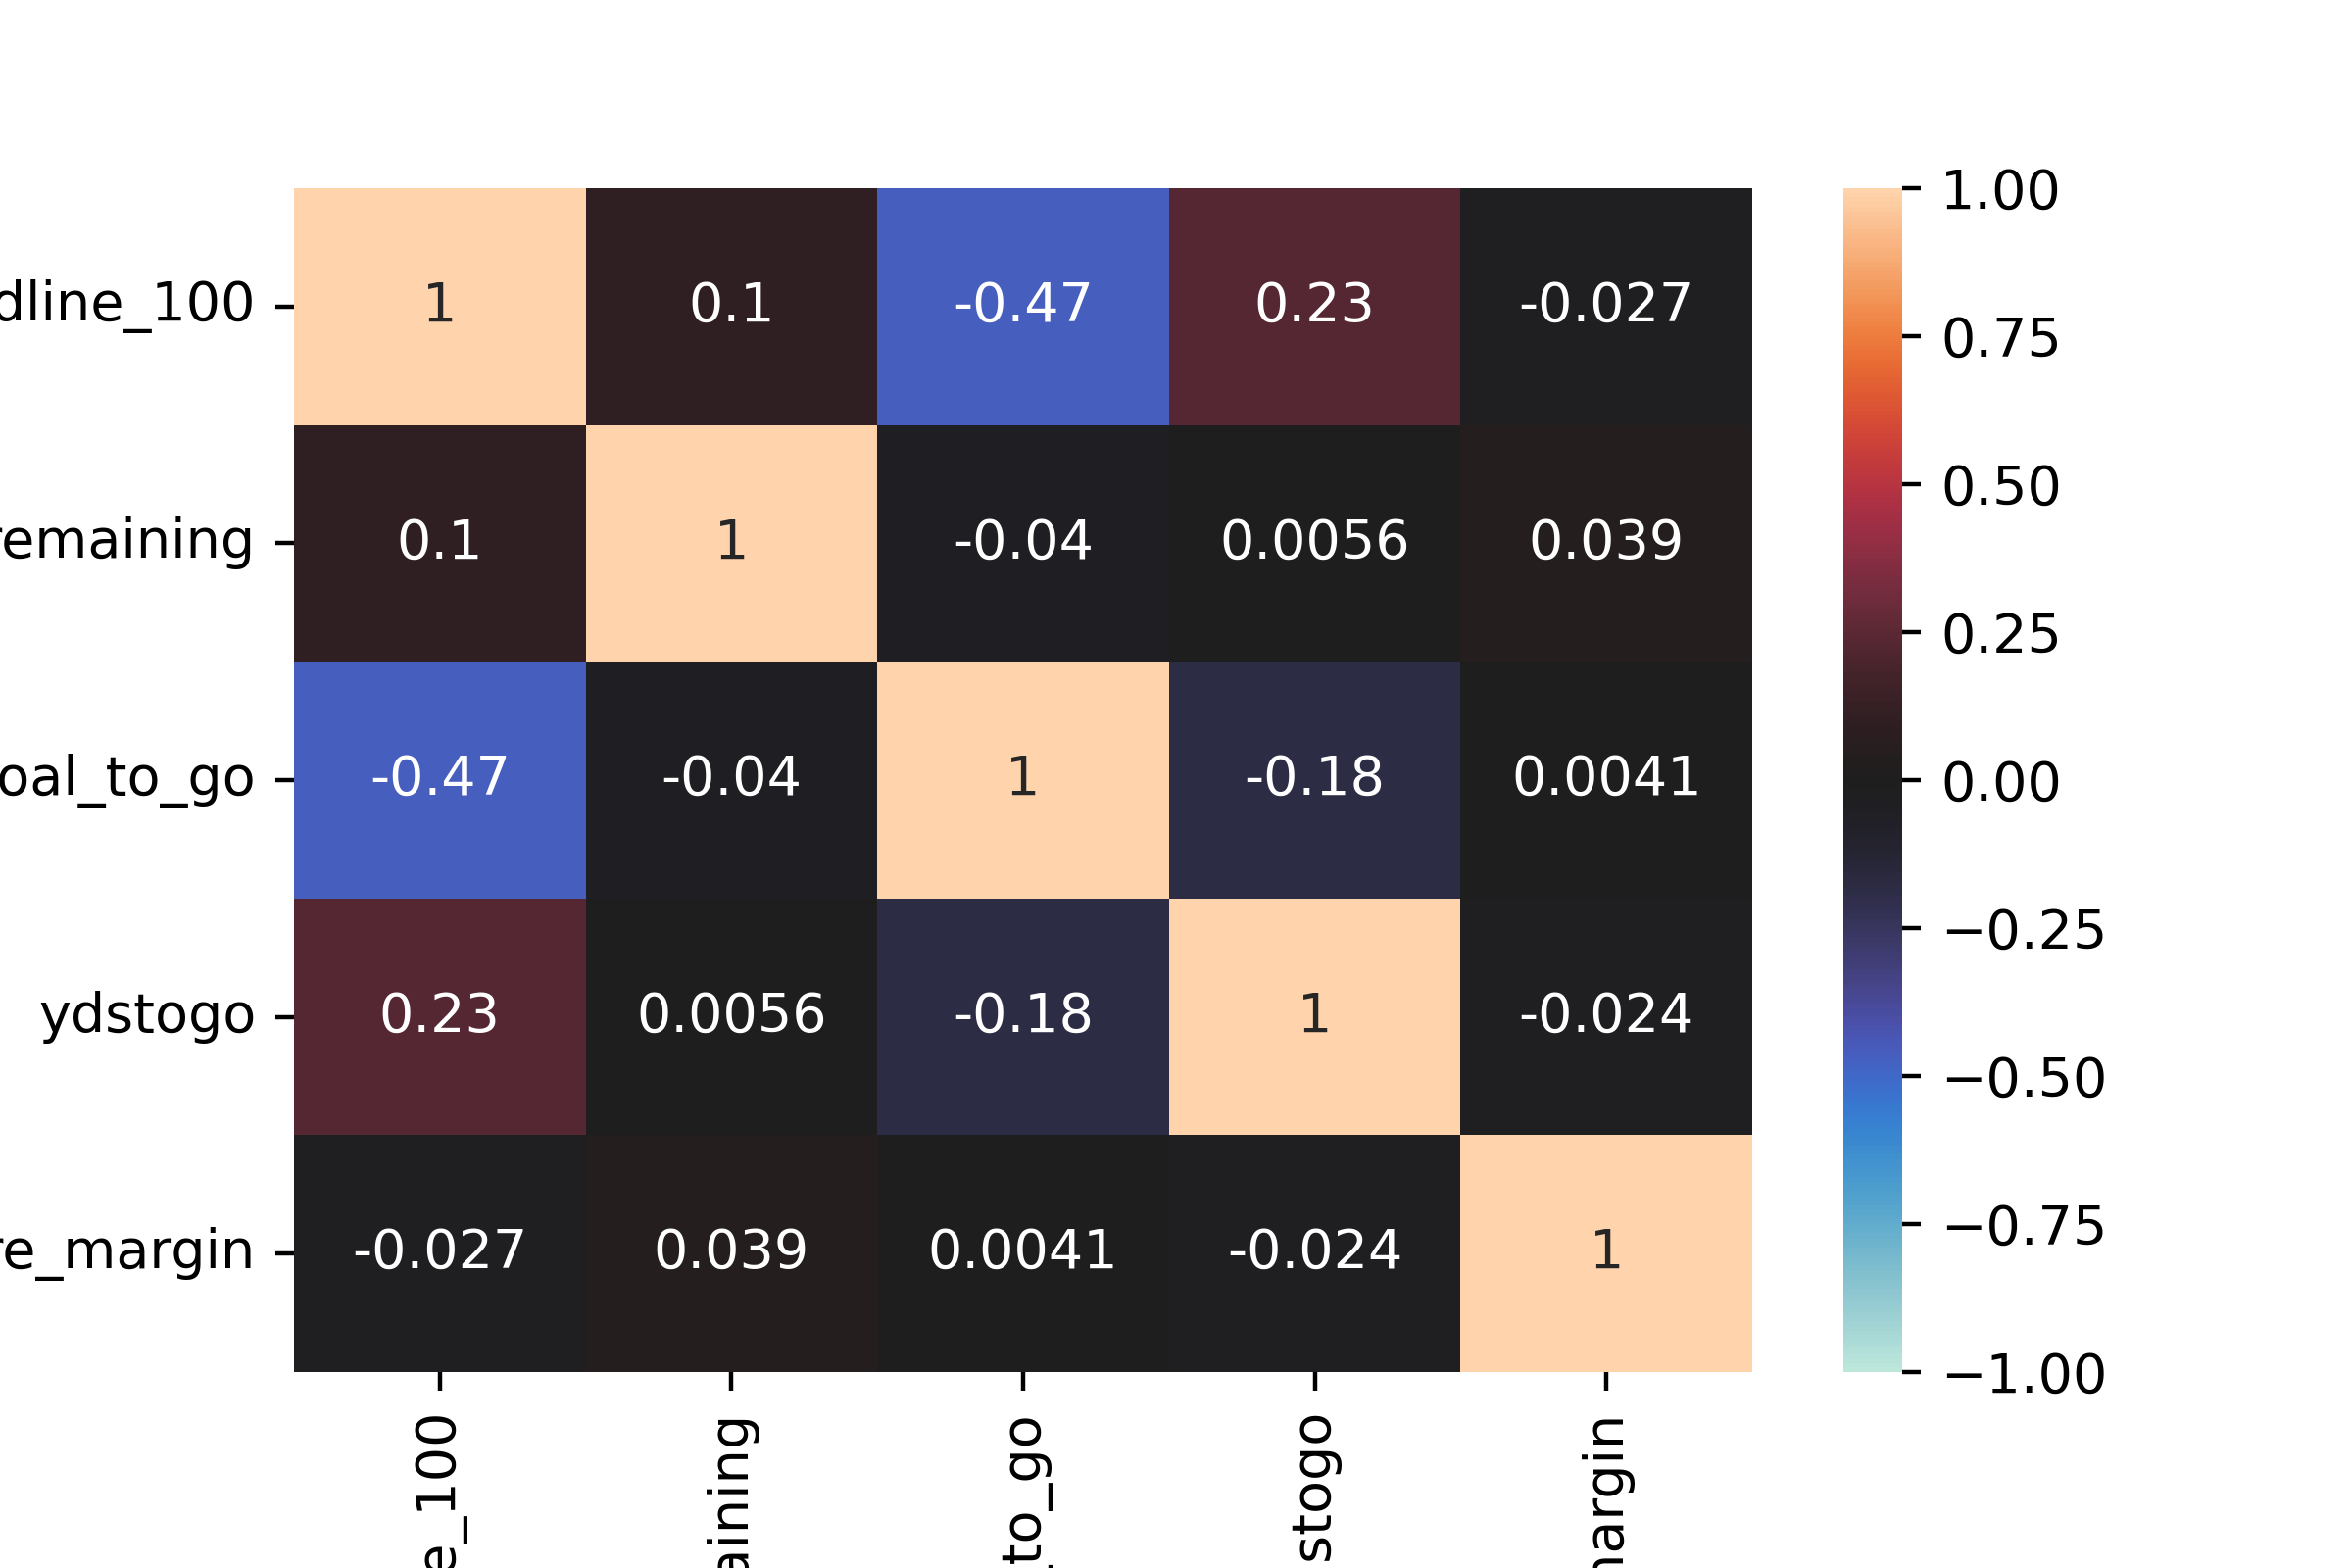 dline_100 1 0.1 -0.47 0.23 -0.027
remaining 0.1 1 -0.04 0.0056 0.039
oal_to_go -0.47 -0.04 1 -0.18 0.0041
ydstogo 0.23 0.0056 -0.18 1 -0.024
re_margin -0.027 0.039 0.0041 -0.024 1
e_100 aining _to_go stogo margin
1.00
0.75
0.50
0.25
0.00
−0.25
−0.50
−0.75
−1.00